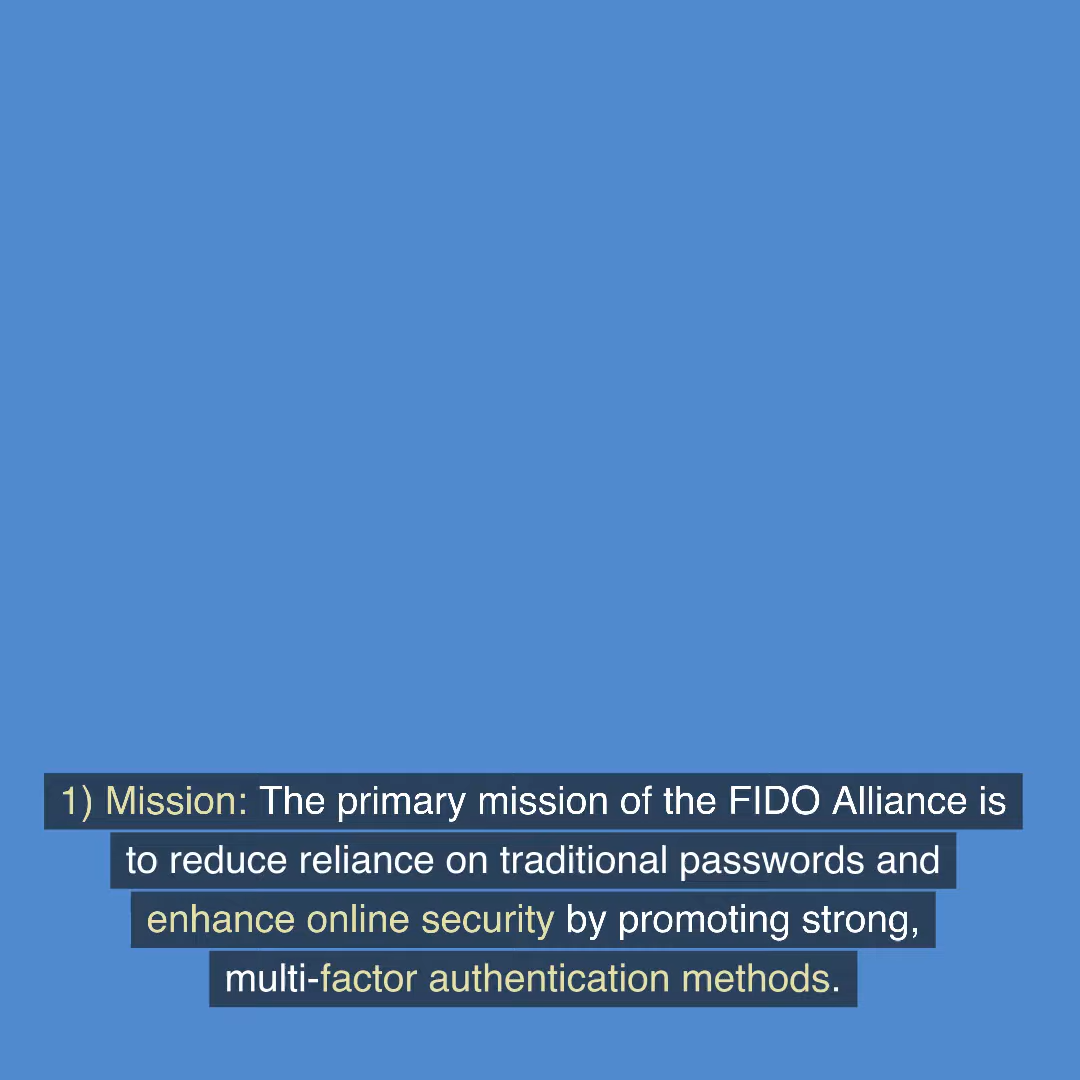 1) Mission: The primary mission of the FIDO Alliance is
to reduce reliance on traditional passwords and
enhance online security by promoting strong,
multi-factor authentication methods.